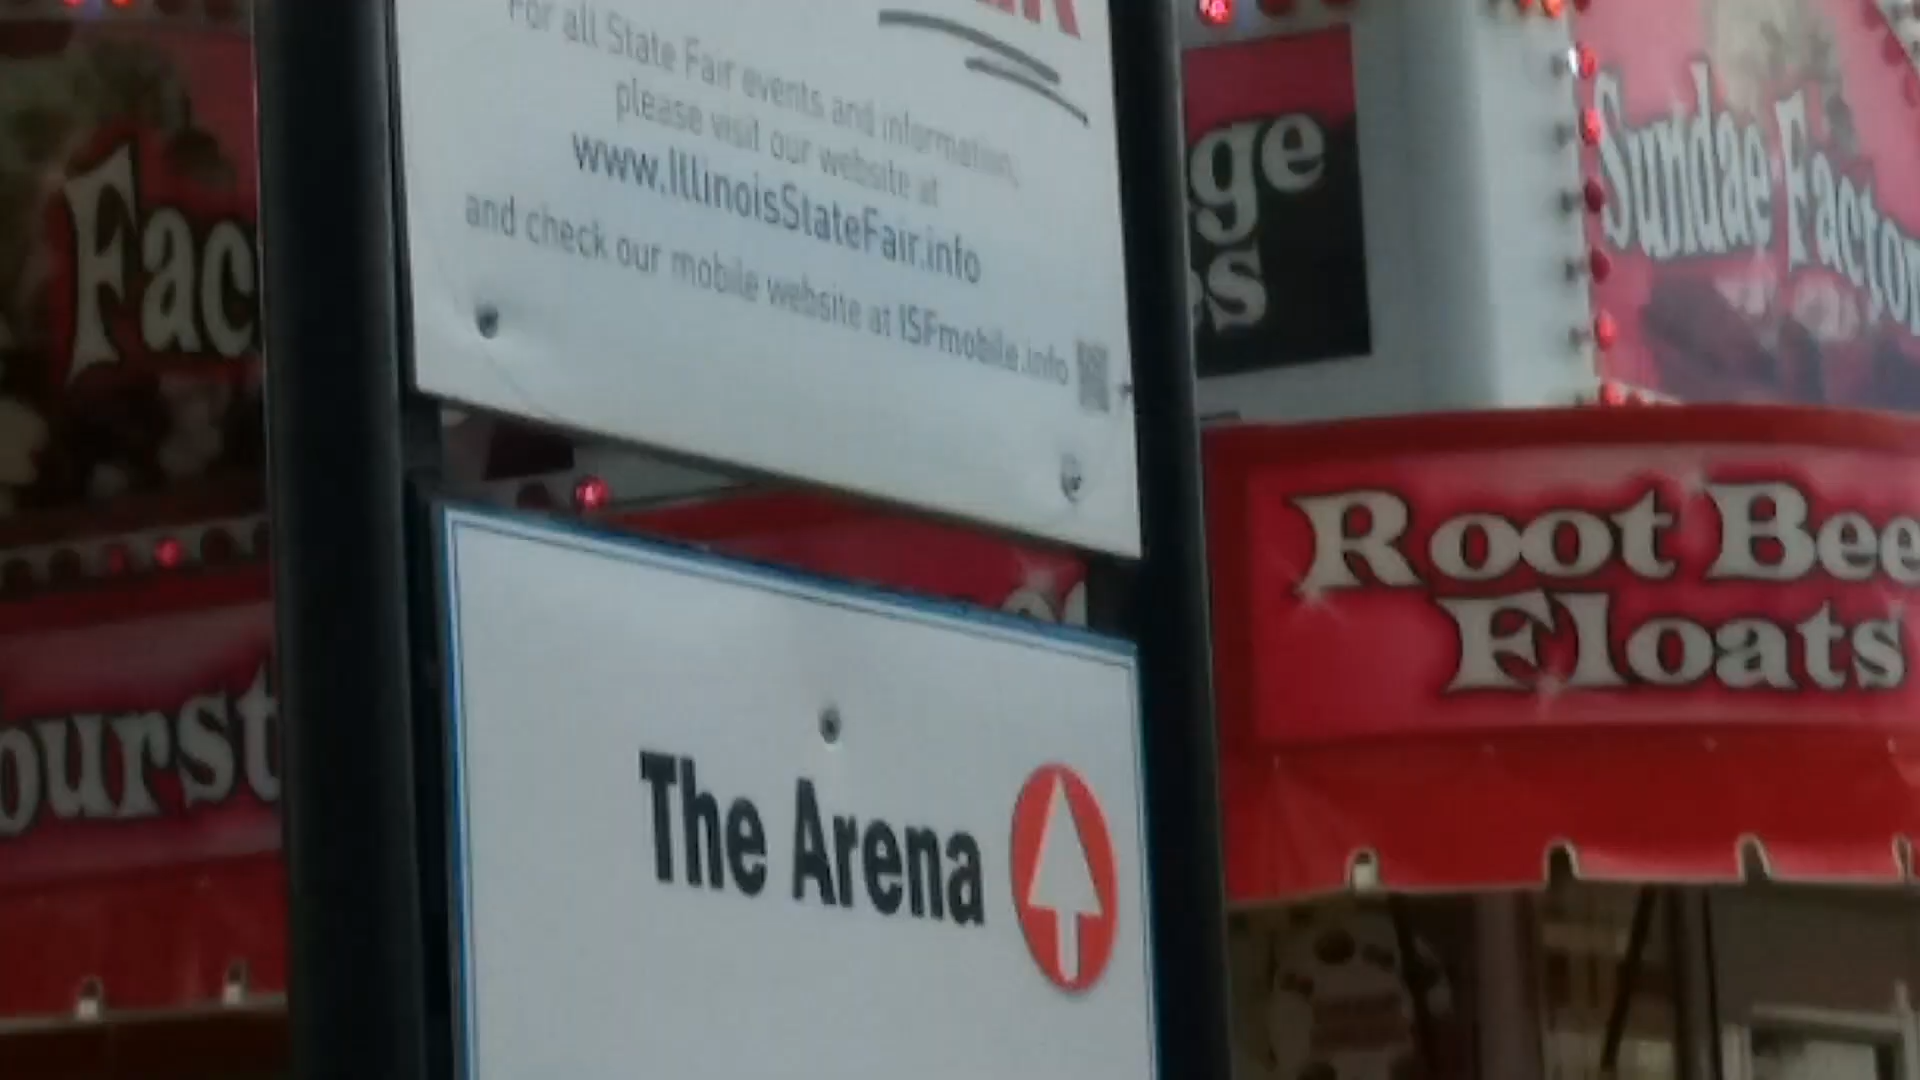 For all State Fair events and information,
please visit our website at
www.IllinoisStateFair.info
and check our mobile website at ISFmobile.info
The Arena
Fac
ourst
ge
es
Sundae Factor
Root Bee
Floats